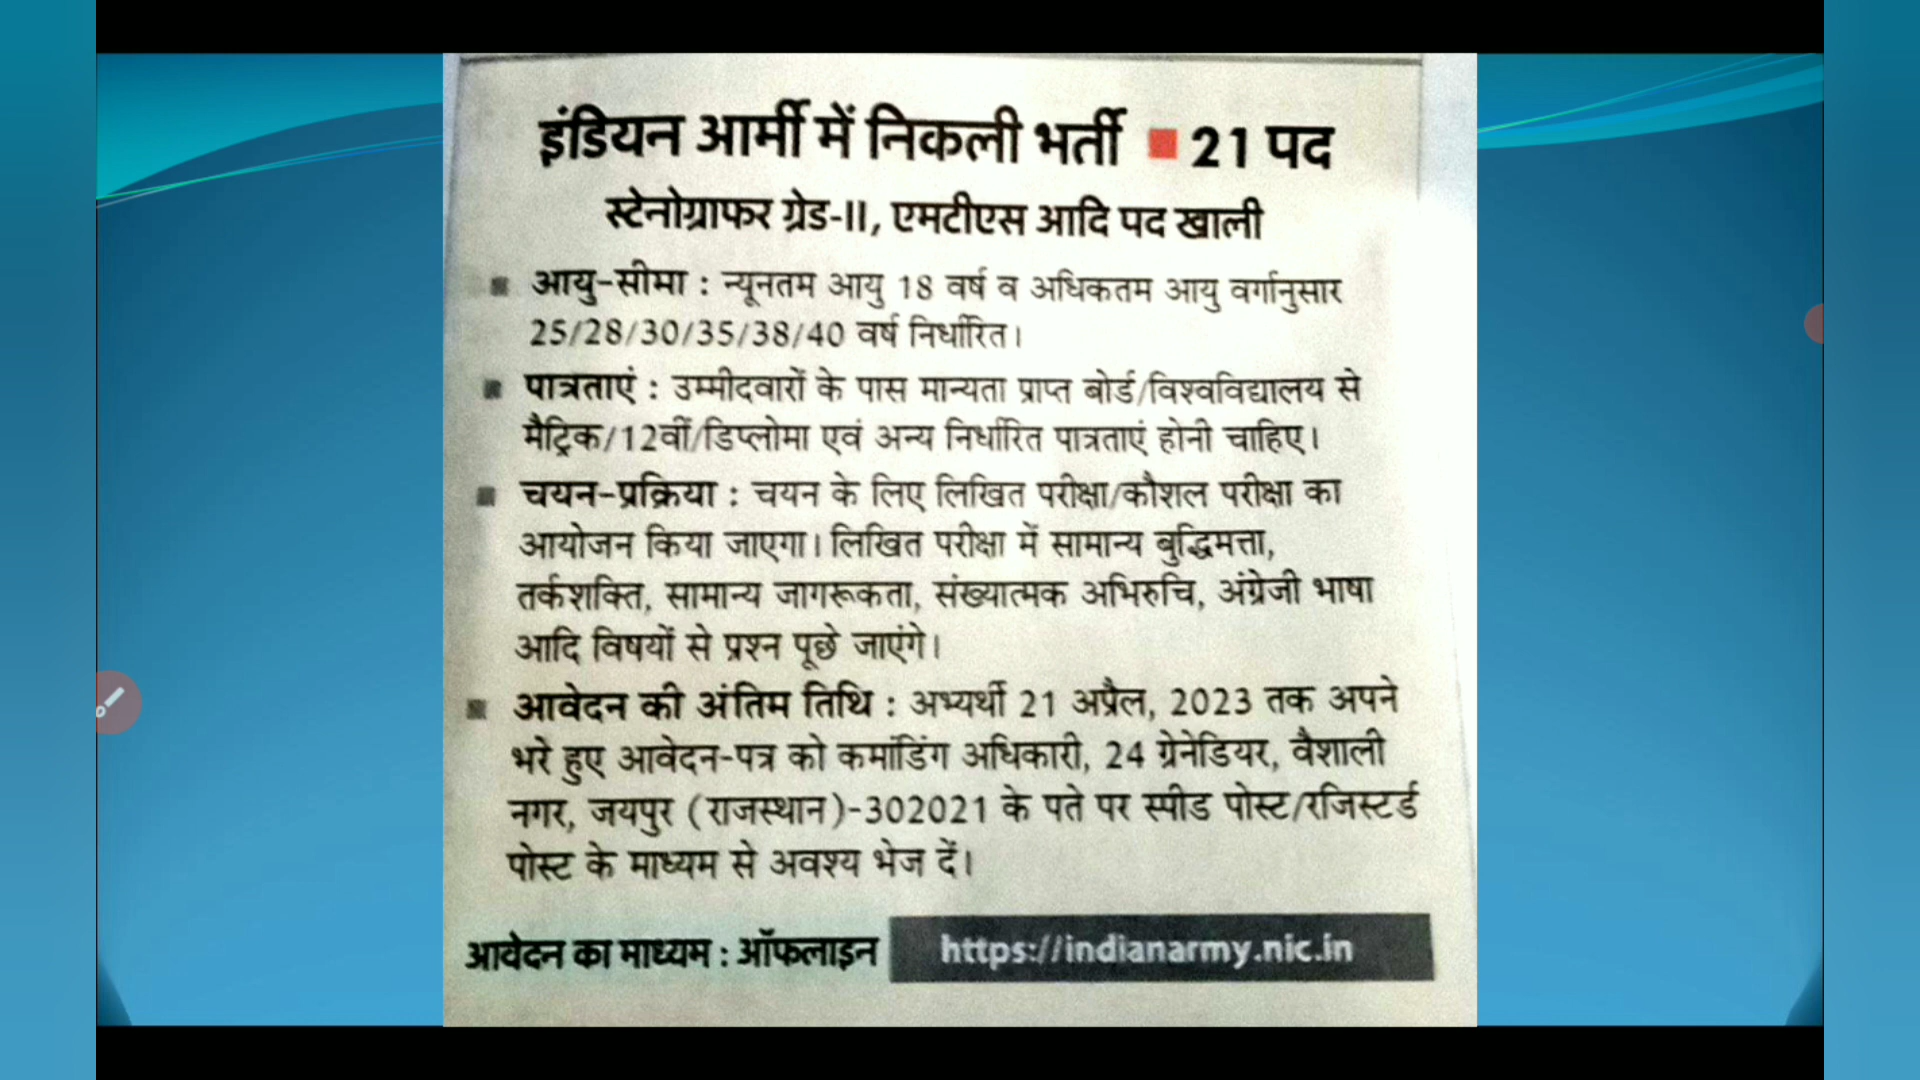 इंडियन आर्मी में निकली भर्ती ■ 21 पद
स्टेनोग्राफर ग्रेड-II, एमटीएस आदि पद खाली
■ आयु-सीमा : न्यूनतम आयु 18 वर्ष व अधिकतम आयु वर्गानुसार
25/28/30/35/38/40 वर्ष निर्धारित।
■ पात्रताएं : उम्मीदवारों के पास मान्यता प्राप्त बोर्ड/विश्वविद्यालय से
मैट्रिक/12वीं/डिप्लोमा एवं अन्य निर्धारित पात्रताएं होनी चाहिए।
■ चयन-प्रक्रिया : चयन के लिए लिखित परीक्षा/कौशल परीक्षा का
आयोजन किया जाएगा। लिखित परीक्षा में सामान्य बुद्धिमत्ता,
तर्कशक्ति, सामान्य जागरूकता, संख्यात्मक अभिरुचि, अंग्रेजी भाषा
आदि विषयों से प्रश्न पूछे जाएंगे।
■ आवेदन की अंतिम तिथि : अभ्यर्थी 21 अप्रैल, 2023 तक अपने
भरे हुए आवेदन-पत्र को कमांडिंग अधिकारी, 24 ग्रेनेडियर, वैशाली
नगर, जयपुर (राजस्थान)-302021 के पते पर स्पीड पोस्ट/रजिस्टर्ड
पोस्ट के माध्यम से अवश्य भेज दें।
आवेदन का माध्यम : ऑफलाइन https://indianarmy.nic.in